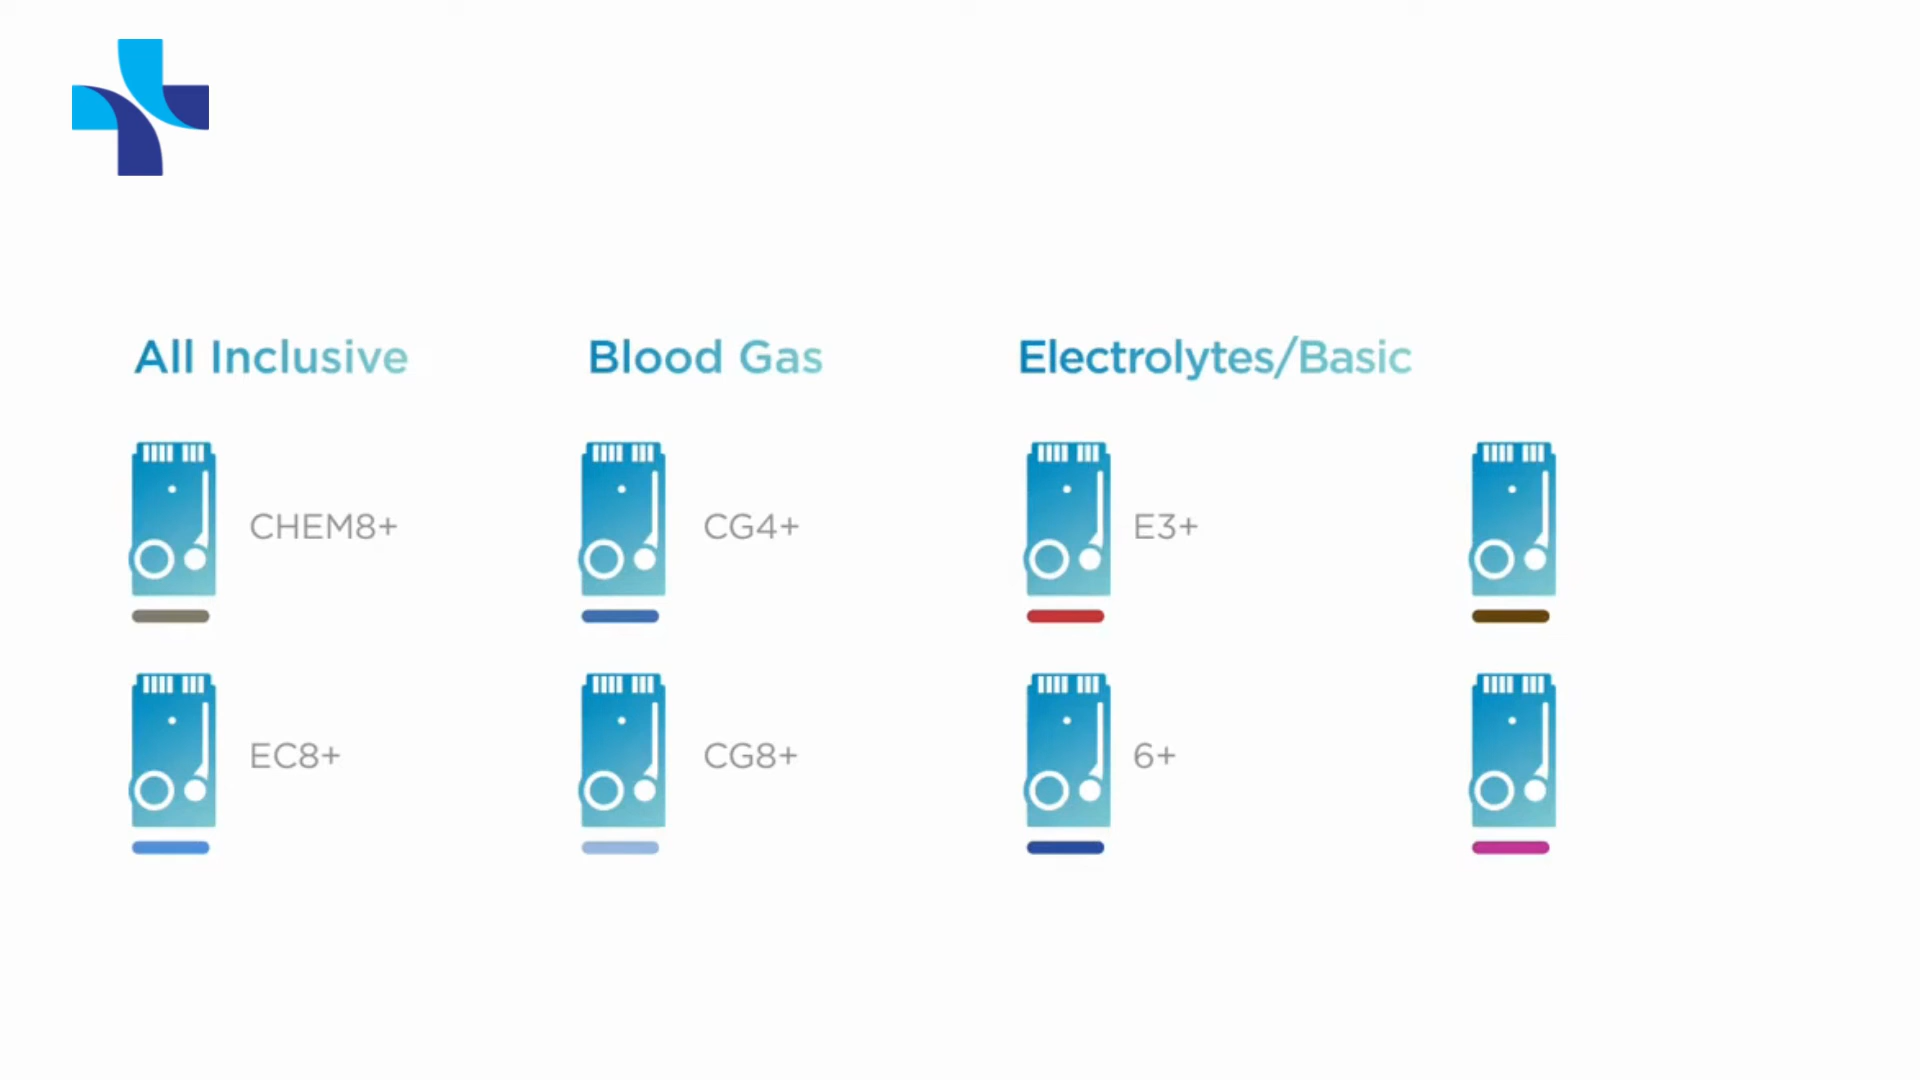 All Inclusive
Blood Gas
Electrolytes/Basic
CHEM8+
CG4+
E3+
EC8+
CG8+
6+